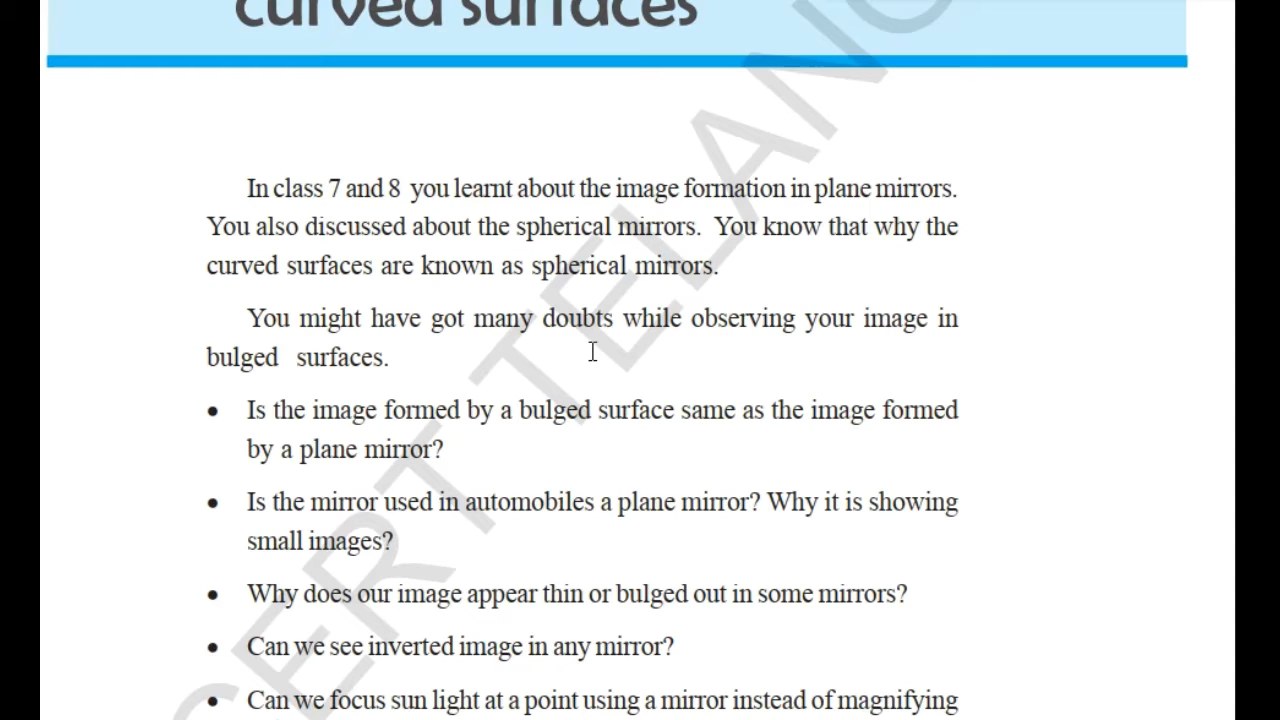 curved surfaces
In class 7 and 8 you learnt about the image formation in plane mirrors.
You also discussed about the spherical mirrors. You know that why the
curved surfaces are known as spherical mirrors.
You might have got many doubts while observing your image in
bulged surfaces.
• Is the image formed by a bulged surface same as the image formed
by a plane mirror?
• Is the mirror used in automobiles a plane mirror? Why it is showing
small images?
• Why does our image appear thin or bulged out in some mirrors?
• Can we see inverted image in any mirror?
• Can we focus sun light at a point using a mirror instead of magnifying